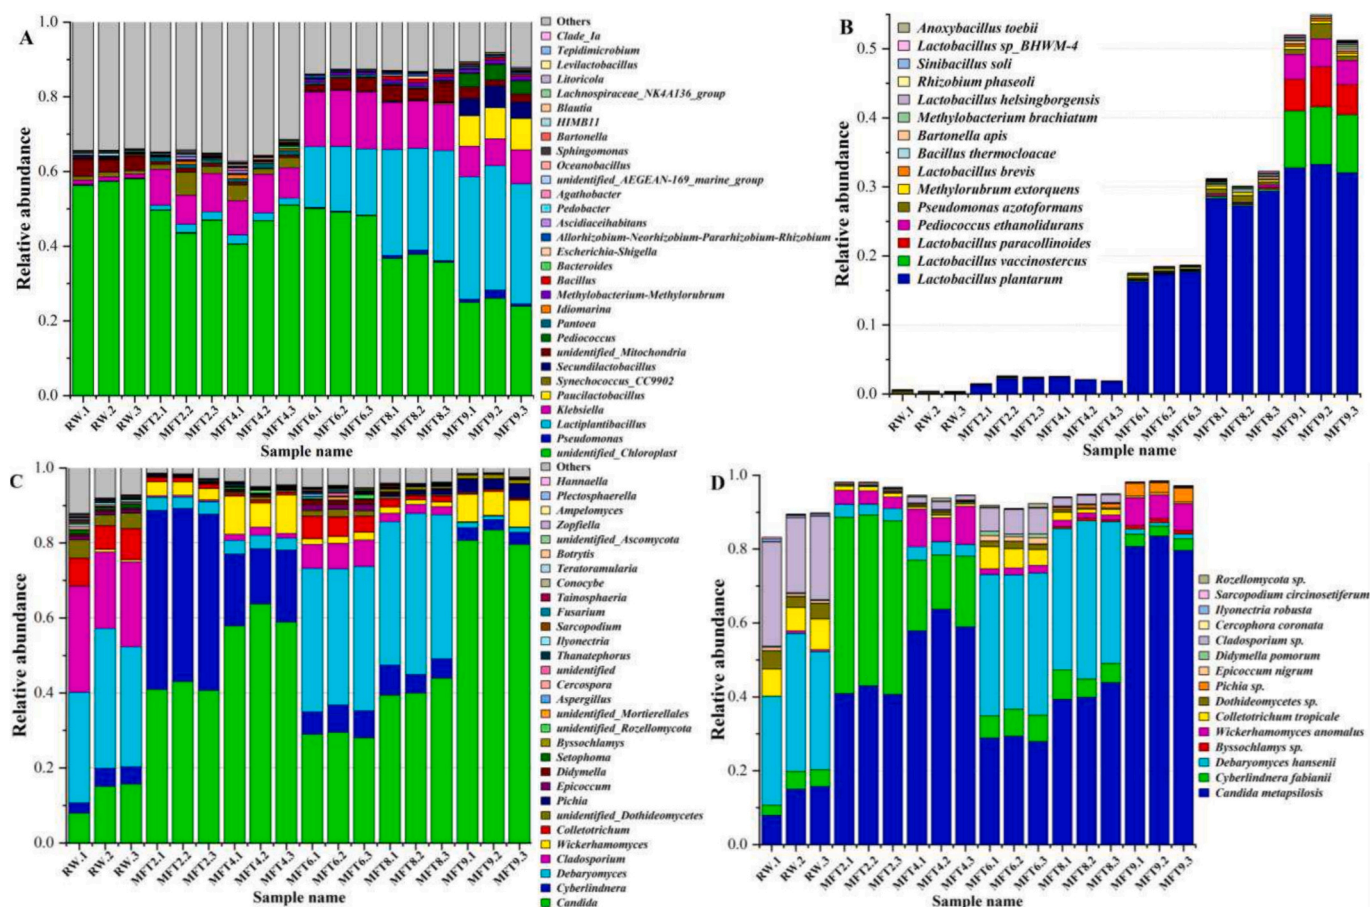 A
Relative abundance
1.0
0.8
0.6
0.4
0.2
0.0
RW.1
RW.2
RW.3
MFT2.1
MFT2.2
MFT2.3
MFT4.1
MFT4.2
MFT4.3
MFT6.1
MFT6.2
MFT6.3
MFT8.1
MFT8.2
MFT8.3
MFT9.1
MFT9.2
MFT9.3
Sample name
Others
Clade_Ia
Tepidimicrobium
Levilactobacillus
Litoricola
Lachnospiraceae_NK4A136_group
Blautia
HIMB11
Bartonella
Sphingomonas
Oceanobacillus
unidentified_AEGEAN-169_marine_group
Agathobacter
Pedobacter
Ascidiaceihabitans
Allorhizobium-Neorhizobium-Pararhizobium-Rhizobium
Escherichia-Shigella
Bacteroides
Bacillus
Methylobacterium-Methylorubrum
Idiomarina
Pantoea
Pediococcus
unidentified_Mitochondria
Secundilactobacillus
Synechococcus_CC9902
Paucilactobacillus
Klebsiella
Lactiplantibacillus
Pseudomonas
unidentified_Chloroplast
B
Relative abundance
0.5
0.4
0.3
0.2
0.1
0.0
Anoxybacillus toebii
Lactobacillus sp_BHWM-4
Sinibacillus soli
Rhizobium phaseoli
Lactobacillus helsingborgensis
Methylobacterium brachiatum
Bartonella apis
Bacillus thermocloacae
Lactobacillus brevis
Methylorubrum extorquens
Pseudomonas azotoformans
Pediococcus ethanolidurans
Lactobacillus paracollinoides
Lactobacillus vaccinostercus
Lactobacillus plantarum
RW.1
RW.2
RW.3
MFT2.1
MFT2.2
MFT2.3
MFT4.1
MFT4.2
MFT4.3
MFT6.1
MFT6.2
MFT6.3
MFT8.1
MFT8.2
MFT8.3
MFT9.1
MFT9.2
MFT9.3
Sample name
C
Relative abundance
1.0
0.8
0.6
0.4
0.2
0.0
RW.1
RW.2
RW.3
MFT2.1
MFT2.2
MFT2.3
MFT4.1
MFT4.2
MFT4.3
MFT6.1
MFT6.2
MFT6.3
MFT8.1
MFT8.2
MFT8.3
MFT9.1
MFT9.2
MFT9.3
Sample name
Others
Hannaella
Plectosphaerella
Ampelomyces
Zopfiella
unidentified_Ascomycota
Botrytis
Teratoramularia
Conocybe
Tainosphaeria
Fusarium
Sarcopodium
Ilyonectria
Thanatephorus
unidentified
Cercospora
Aspergillus
unidentified_Mortierellales
unidentified_Rozellomycota
Byssochlamys
Setophoma
Didymella
Epicoccum
Pichia
unidentified_Dothideomycetes
Colletotrichum
Wickerhamomyces
Cladosporium
Debaryomyces
Cyberlindnera
Candida
D
Relative abundance
1.0
0.8
0.6
0.4
0.2
0.0
RW.1
RW.2
RW.3
MFT2.1
MFT2.2
MFT2.3
MFT4.1
MFT4.2
MFT4.3
MFT6.1
MFT6.2
MFT6.3
MFT8.1
MFT8.2
MFT8.3
MFT9.1
MFT9.2
MFT9.3
Sample name
Rozellomycota sp.
Sarcopodium circinosetiferum
Ilyonectria robusta
Cercophora coronata
Cladosporium sp.
Didymella pomorum
Epicoccum nigrum
Pichia sp.
Dothideomycetes sp.
Colletotrichum tropicale
Wickerhamomyces anomalus
Byssochlamys sp.
Debaryomyces hansenii
Cyberlindnera fabianii
Candida metapsilosis